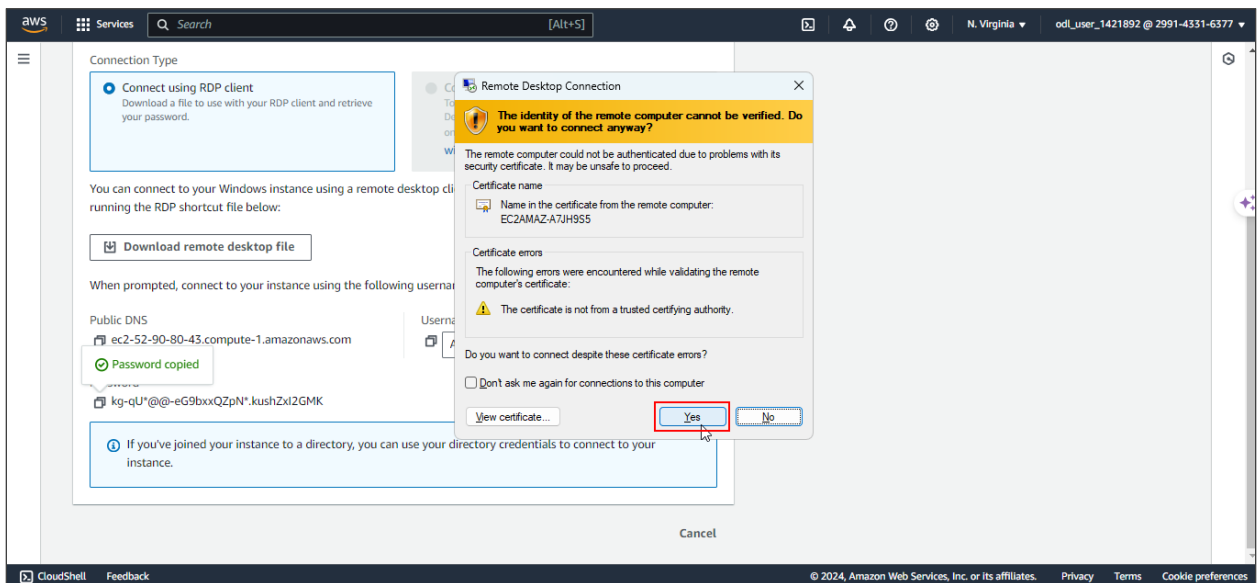 aws
Services
Search
[Alt+S]
N. Virginia
odl_user_1421892 @ 2991-4331-6377
Connection Type
Connect using RDP client
Download a file to use with your RDP client and retrieve
your password.
You can connect to your Windows instance using a remote desktop
running the RDP shortcut file below:
Download remote desktop file
When prompted, connect to your instance using the following
Public DNS
ec2-52-90-80-43.compute-1.amazonaws.com
Password copied
kg-qU*@@-eG9bxxQZpN*.kushZxI2GMK
If you've joined your instance to a directory, you can use your directory credentials to connect to your
instance.
Cancel
Remote Desktop Connection
The identity of the remote computer cannot be verified. Do
you want to connect anyway?
The remote computer could not be authenticated due to problems with its
security certificate. It may be unsafe to proceed.
Certificate name
Name in the certificate from the remote computer:
EC2AMAZ-A7JH9S5
Certificate errors
The following errors were encountered while validating the remote
computer's certificate:
The certificate is not from a trusted certifying authority.
Do you want to connect despite these certificate errors?
Don't ask me again for connections to this computer
View certificate...
Yes
No
CloudShell
Feedback
© 2024, Amazon Web Services, Inc. or its affiliates.
Privacy
Terms
Cookie preferences